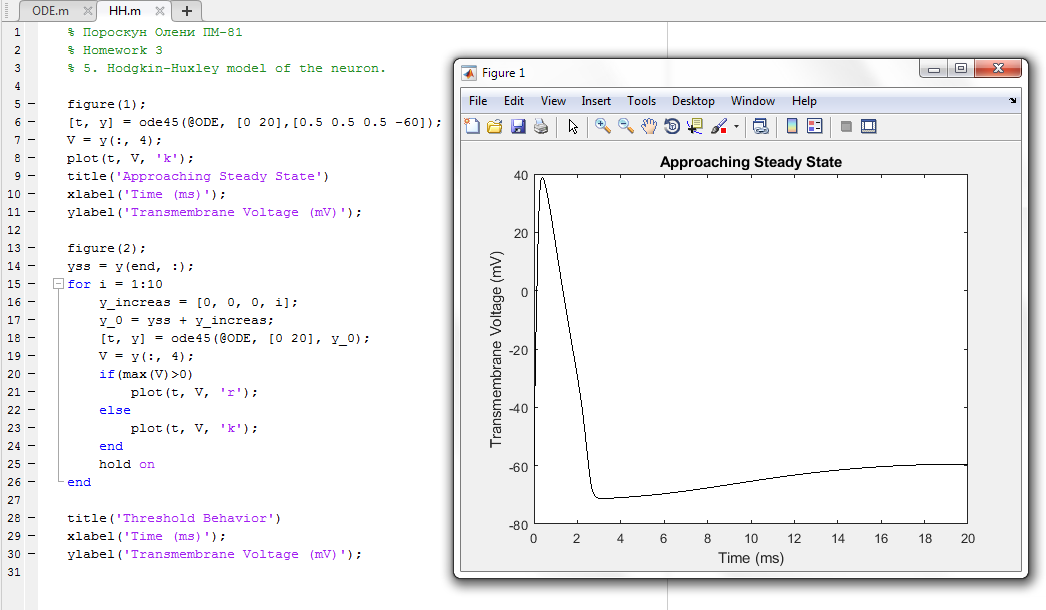 ODE.m × HH.m × +
1 % Пороскун Олени ПМ-81
2 % Homework 3
3 % 5. Hodgkin-Huxley model of the neuron.
4
5 – figure(1);
6 – [t, y] = ode45(@ODE, [0 20],[0.5 0.5 0.5 -60]);
7 – V = y(:, 4);
8 – plot(t, V, 'k');
9 – title('Approaching Steady State')
10 – xlabel('Time (ms)');
11 – ylabel('Transmembrane Voltage (mV)');
12
13 – figure(2);
14 – yss = y(end, :);
15 – for i = 1:10
16 – y_increas = [0, 0, 0, i];
17 – y_0 = yss + y_increas;
18 – [t, y] = ode45(@ODE, [0 20], y_0);
19 – V = y(:, 4);
20 – if(max(V)>0)
21 – plot(t, V, 'r');
22 – else
23 – plot(t, V, 'k');
24 – end
25 – hold on
26 – end
27
28 – title('Threshold Behavior')
29 – xlabel('Time (ms)');
30 – ylabel('Transmembrane Voltage (mV)');
31
Figure 1
File Edit View Insert Tools Desktop Window Help
Approaching Steady State
Transmembrane Voltage (mV)
40
20
0
-20
-40
-60
-80
0 2 4 6 8 10 12 14 16 18 20
Time (ms)